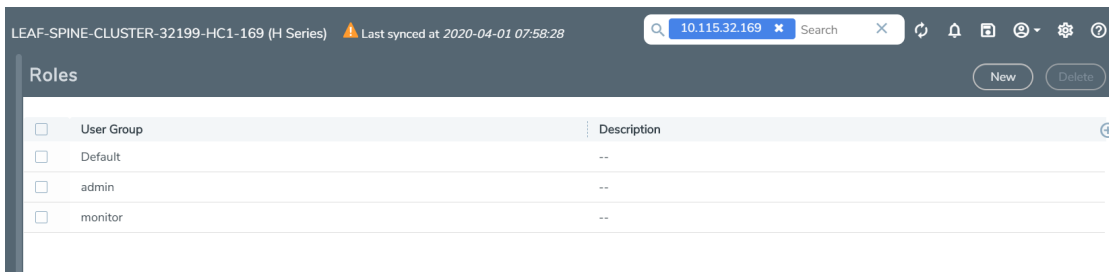 LEAF-SPINE-CLUSTER-32199-HC1-169 (H Series) Last synced at 2020-04-01 07:58:28 10.115.32.169 Search
Roles New Delete
User Group Description
Default --
admin --
monitor --